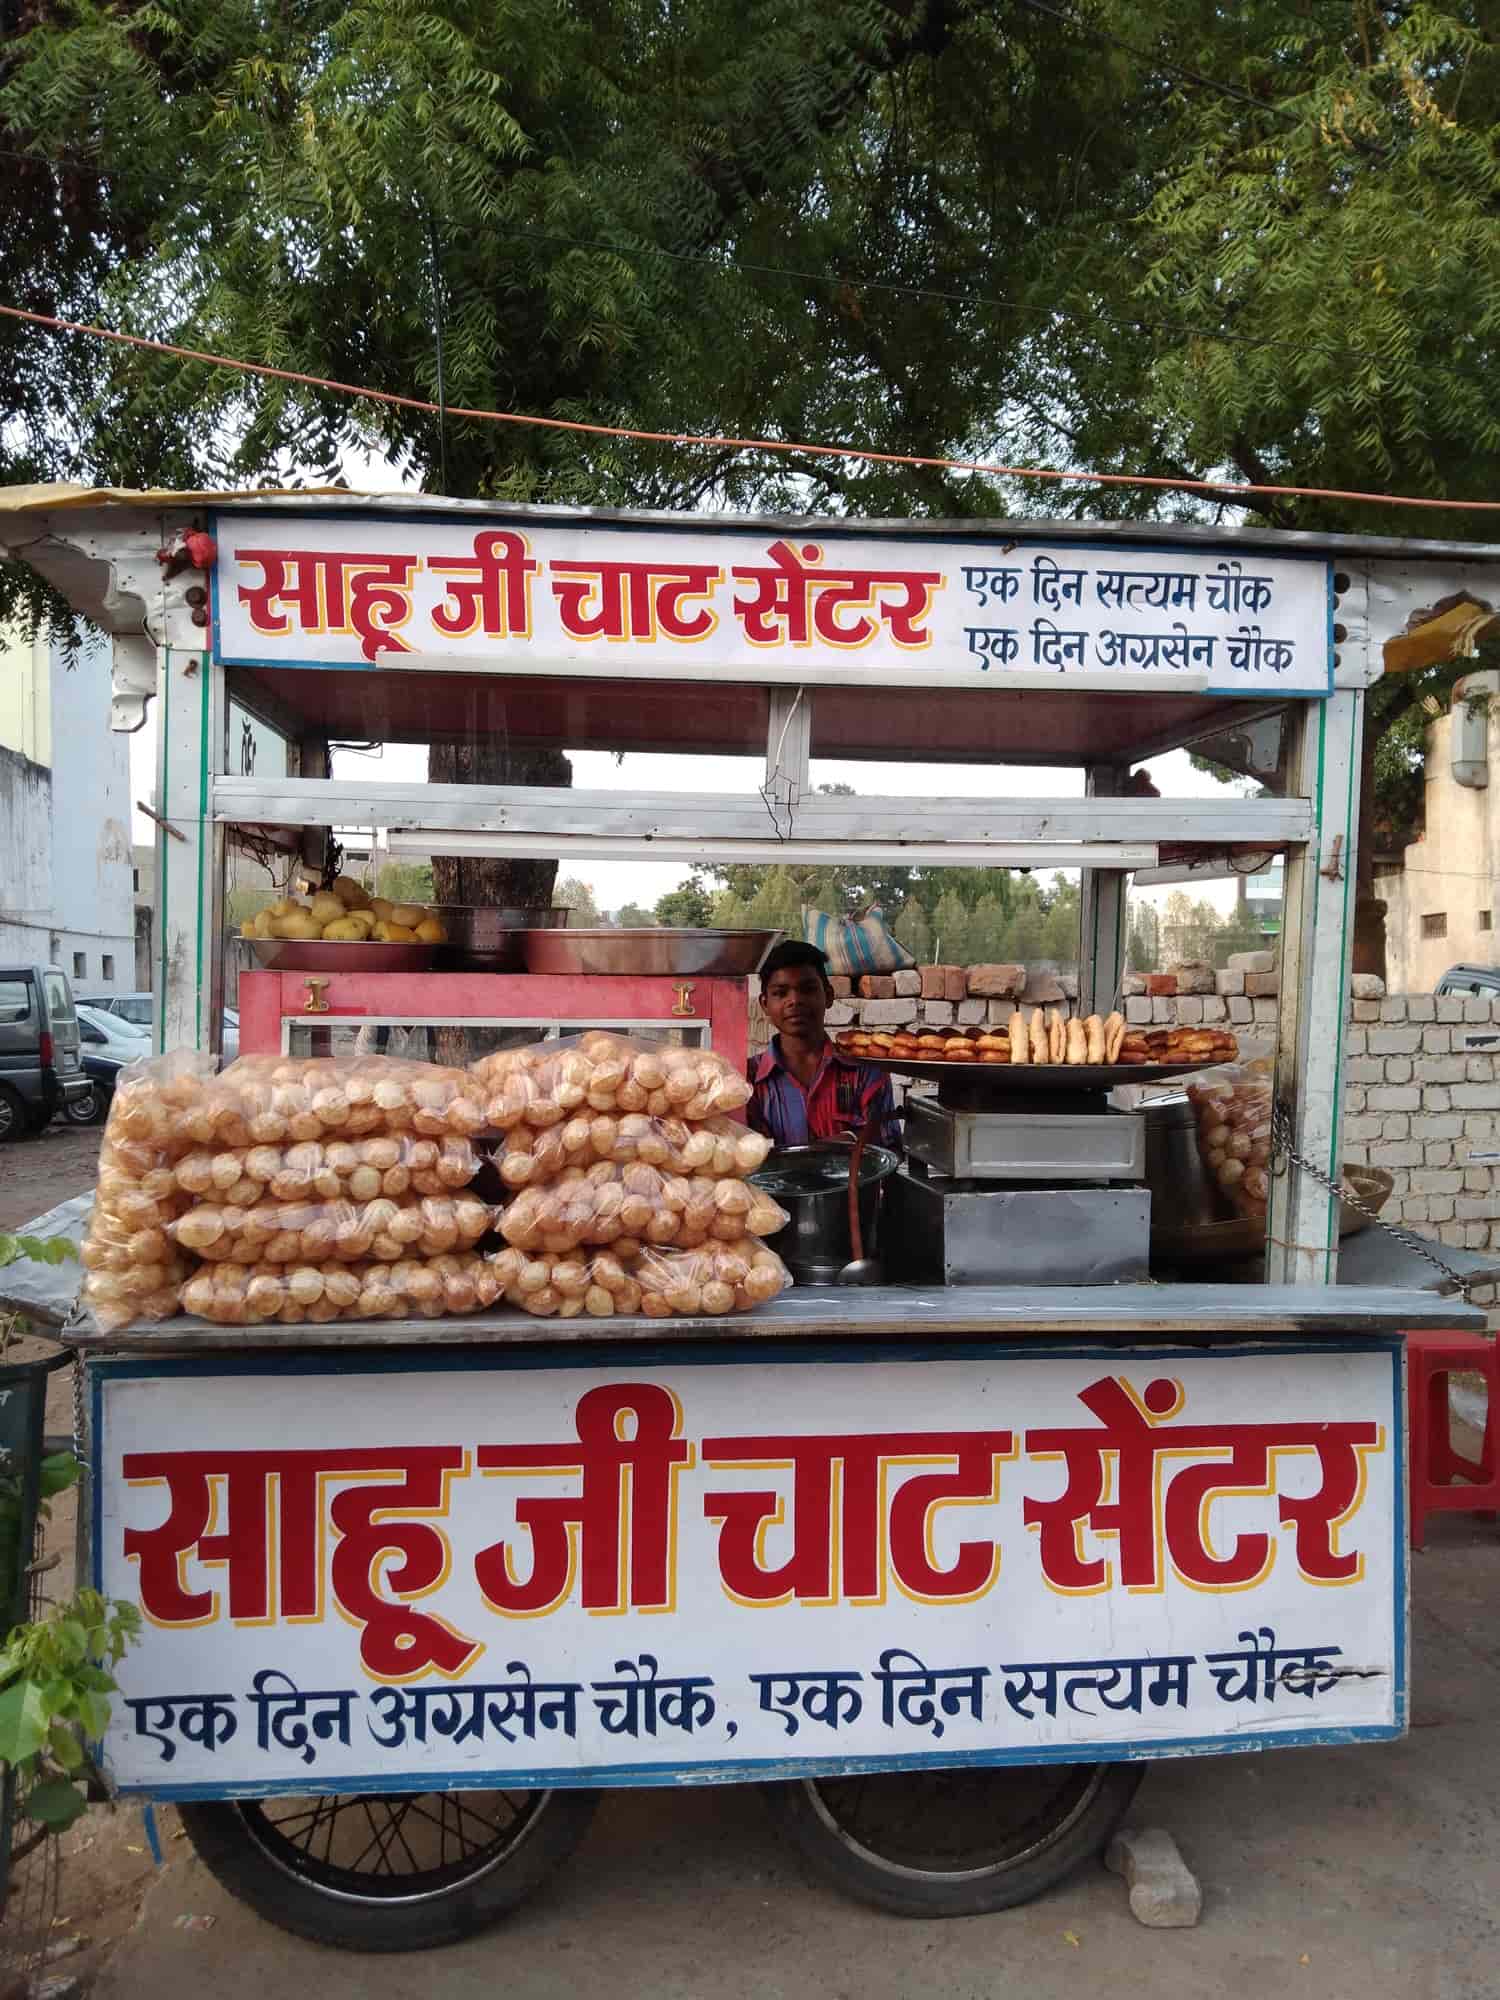 साहू जी चाट सेंटर
एक दिन सत्यम चौक
एक दिन अग्रसेन चौक
साहू जी चाट सेंटर
एक दिन अग्रसेन चौक, एक दिन सत्यम चौक